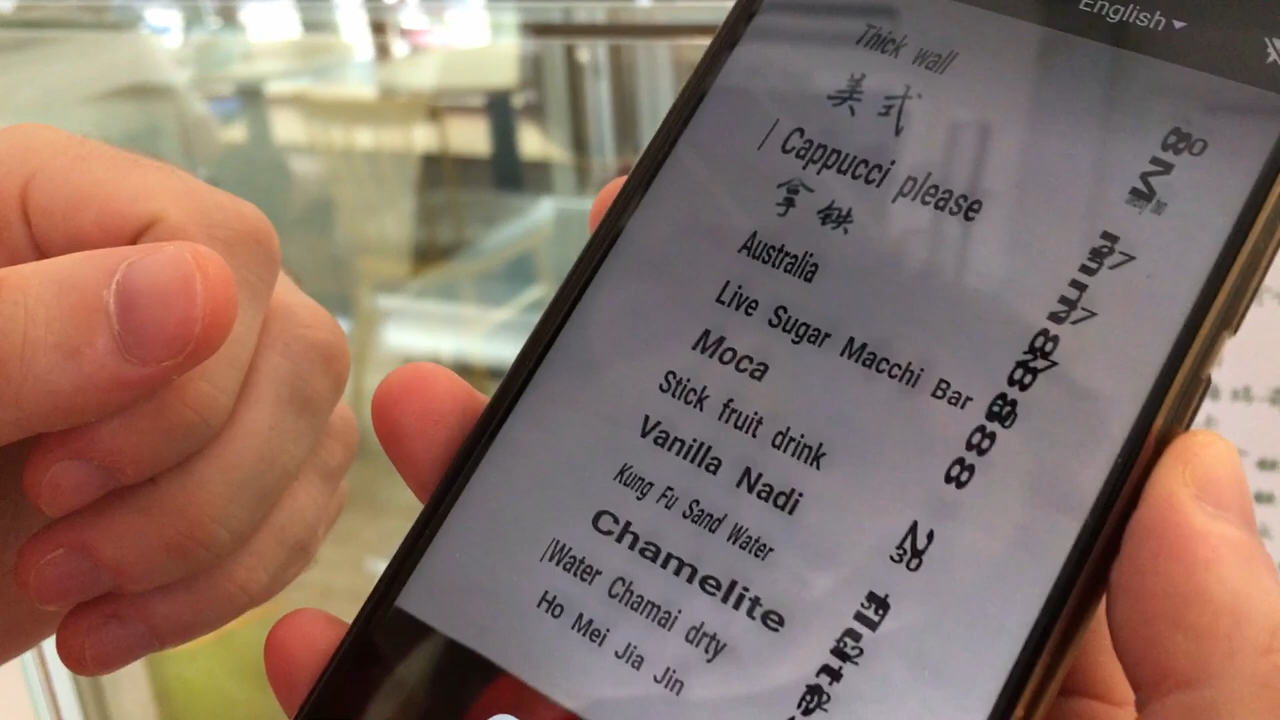 English
Thick wall
美式
Cappucci please
拿铁
Australia
Live Sugar Macchi Bar
Moca
Stick fruit drink
Vanilla Nadi
Kung Fu Sand Water
Chamelite
|Water Chamai drty
Ho Mei Jia Jin